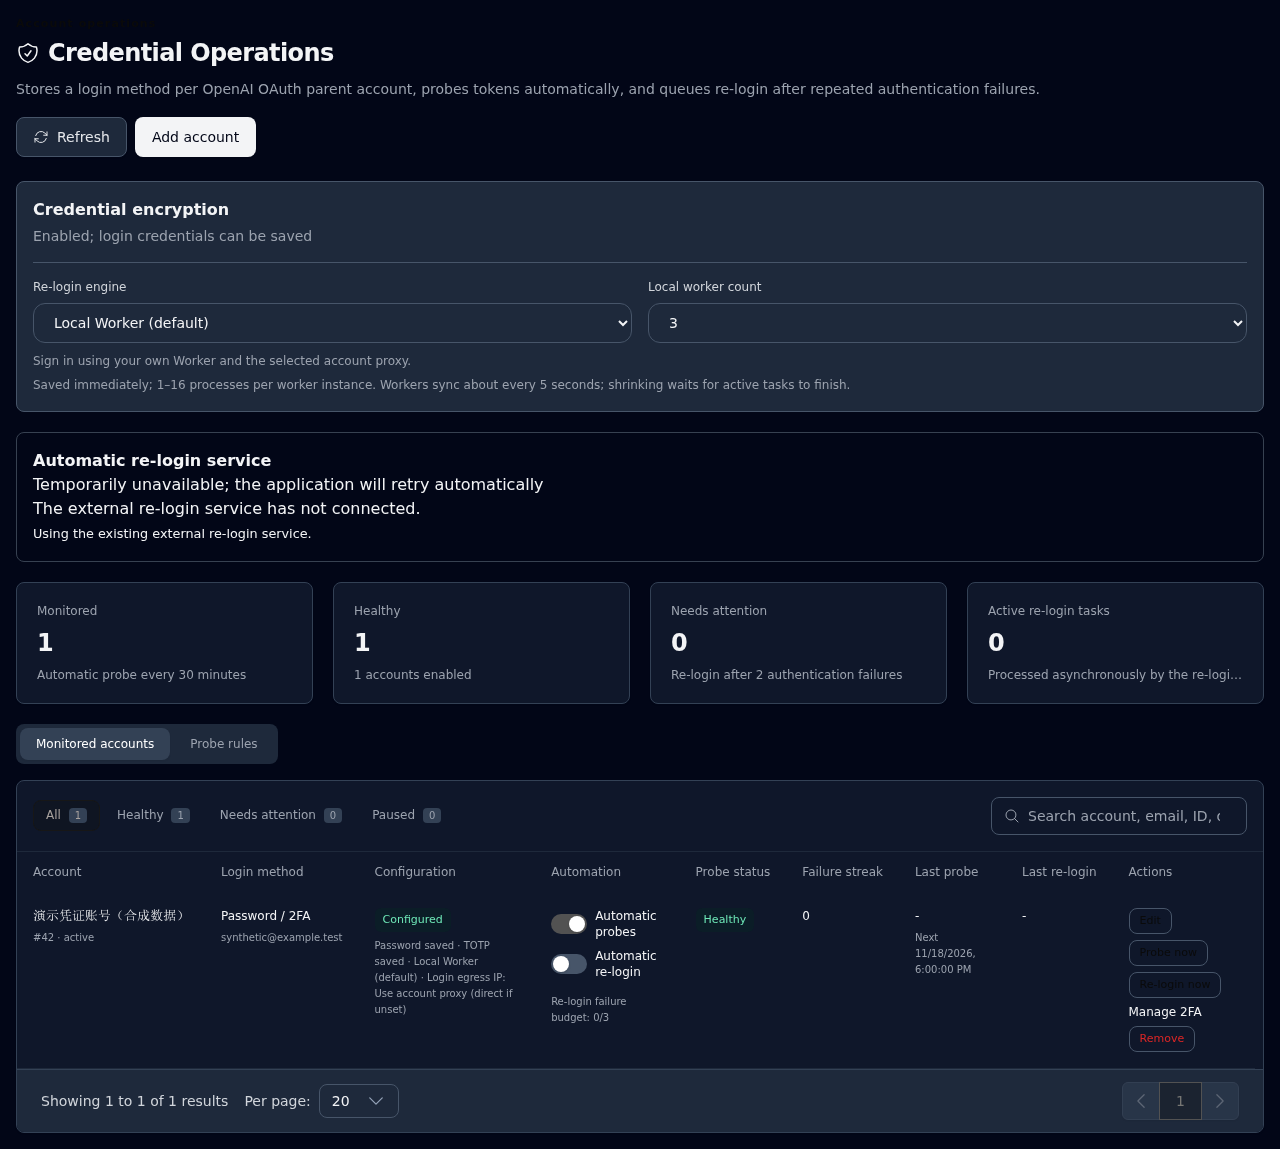 Credential Operations
Stores a login method per OpenAI OAuth parent account, probes tokens automatically, and queues re-login after repeated authentication failures.
Refresh
Add account
Credential encryption
Enabled; login credentials can be saved
Re-login engine
Local worker count
Local Worker (default)
3
Sign in using your own Worker and the selected account proxy.
Saved immediately; 1–16 processes per worker instance. Workers sync about every 5 seconds; shrinking waits for active tasks to finish.
Automatic re-login service
Temporarily unavailable; the application will retry automatically
The external re-login service has not connected.
Using the existing external re-login service.
Monitored
1
Automatic probe every 30 minutes
Healthy
1
1 accounts enabled
Needs attention
0
Re-login after 2 authentication failures
Active re-login tasks
0
Processed asynchronously by the re-logi…
Monitored accounts
Probe rules
All 1
Healthy 1
Needs attention 0
Paused 0
Search account, email, ID, c
Account
Login method
Configuration
Automation
Probe status
Failure streak
Last probe
Last re-login
Actions
演示凭证账号（合成数据）
#42 · active
Password / 2FA
synthetic@example.test
Configured
Password saved · TOTP
saved · Local Worker
(default) · Login egress IP:
Use account proxy (direct if
unset)
Automatic
probes
Automatic
re-login
Re-login failure
budget: 0/3
Healthy
0
-
Next
11/18/2026,
6:00:00 PM
-
Edit
Probe now
Re-login now
Manage 2FA
Remove
Showing 1 to 1 of 1 results
Per page:
20
1